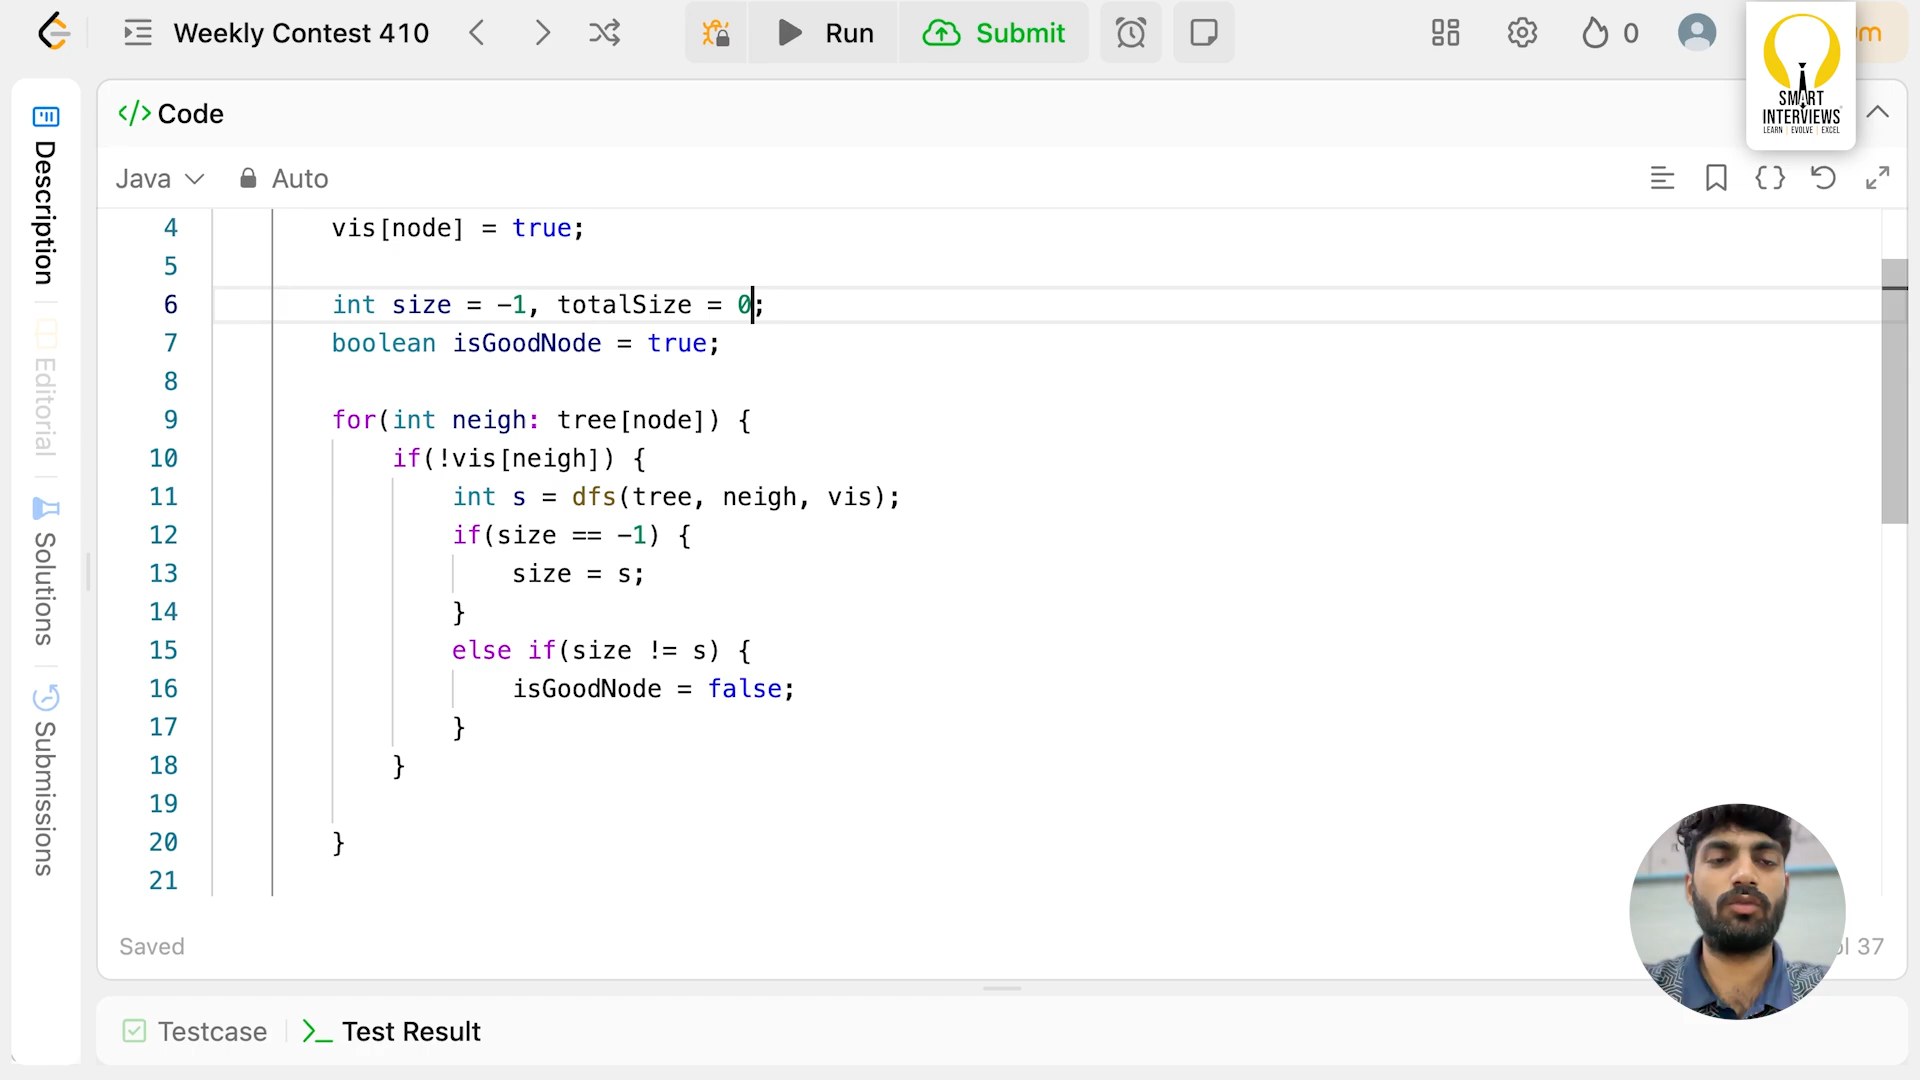 Weekly Contest 410
Run
Submit
0
m
SMART
INTERVIEWS
LEARN | EVOLVE | EXCEL
Description
Editorial
Solutions
Submissions
</> Code
Java
Auto
4 vis[node] = true;
5
6 int size = -1, totalSize = 0;
7 boolean isGoodNode = true;
8
9 for(int neigh: tree[node]) {
10 if(!vis[neigh]) {
11 int s = dfs(tree, neigh, vis);
12 if(size == -1) {
13 size = s;
14 }
15 else if(size != s) {
16 isGoodNode = false;
17 }
18 }
19
20 }
21
Saved
ol 37
Testcase
>_ Test Result